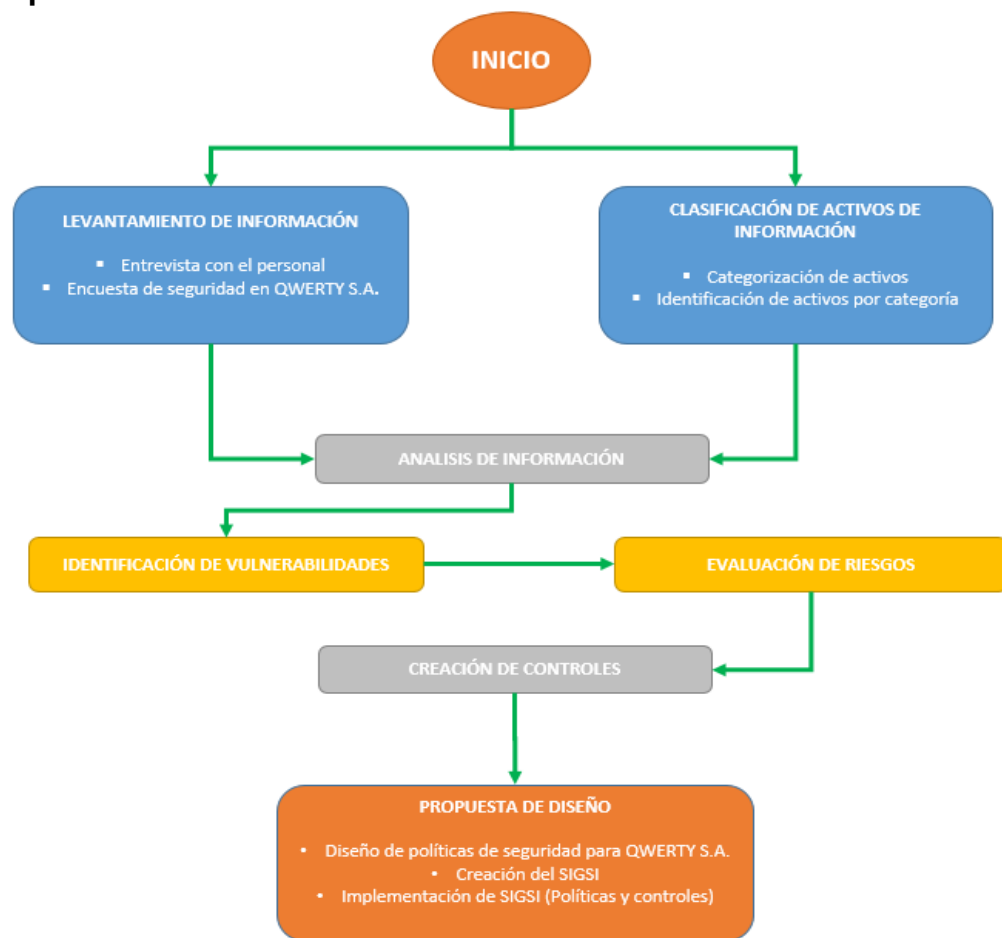 INICIO
LEVANTAMIENTO DE INFORMACIÓN
▪ Entrevista con el personal
▪ Encuesta de seguridad en QWERTY S.A.
CLASIFICACIÓN DE ACTIVOS DE
INFORMACIÓN
▪ Categorización de activos
▪ Identificación de activos por categoría
ANALISIS DE INFORMACIÓN
IDENTIFICACIÓN DE VULNERABILIDADES
EVALUACIÓN DE RIESGOS
CREACIÓN DE CONTROLES
PROPUESTA DE DISEÑO
• Diseño de políticas de seguridad para QWERTY S.A.
• Creación del SIGSI
• Implementación de SIGSI (Políticas y controles)